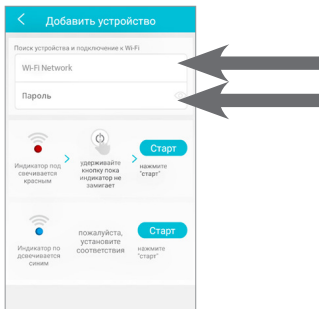 Добавить устройство
Поиск устройства и подключение к Wi-Fi
Wi-Fi Network
Пароль
Индикатор под
свечивается
красным
удерживайте
кнопку пока
индикатор не
замигает
Старт
нажмите
"старт"
Индикатор по
дсвечивается
синим
пожалуйста,
установите
соответствия
Старт
нажмите
"старт"